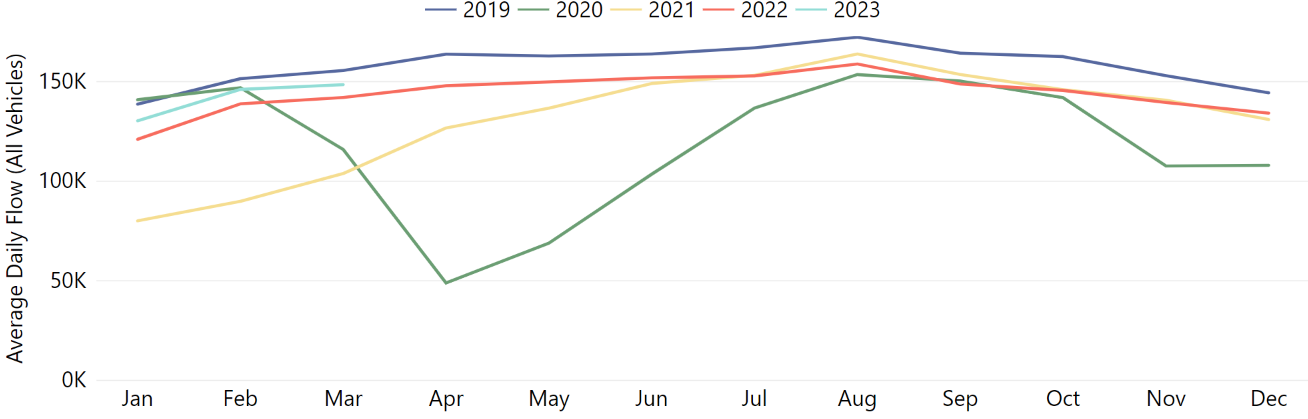 2019 2020 2021 2022 2023
Average Daily Flow (All Vehicles)
150K
100K
50K
0K
Jan Feb Mar Apr May Jun Jul Aug Sep Oct Nov Dec